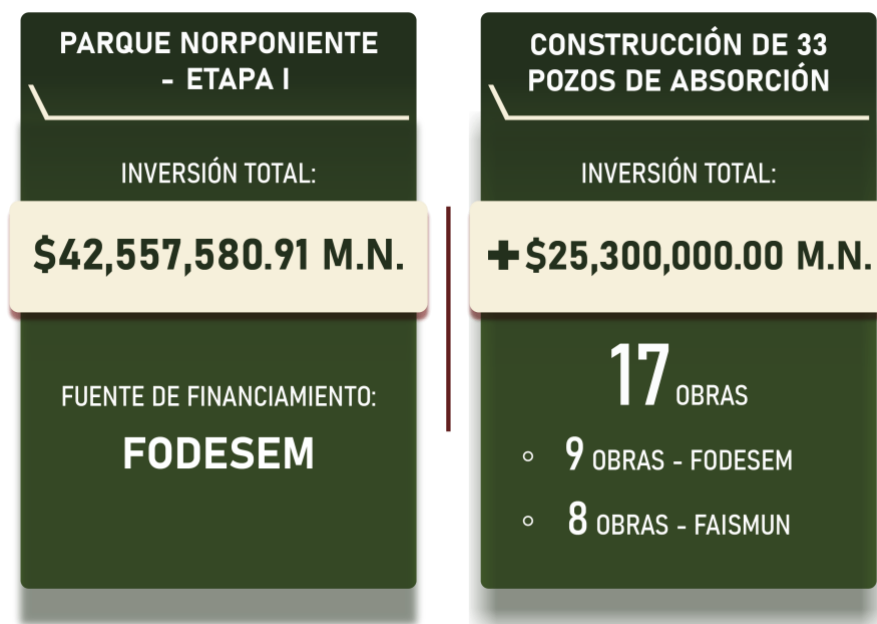 PARQUE NORPONIENTE
- ETAPA I
INVERSIÓN TOTAL:
$42,557,580.91 M.N.
FUENTE DE FINANCIAMIENTO:
FODESEM
CONSTRUCCIÓN DE 33
POZOS DE ABSORCIÓN
INVERSIÓN TOTAL:
+$25,300,000.00 M.N.
17 OBRAS
◦ 9 OBRAS - FODESEM
◦ 8 OBRAS - FAISMUN